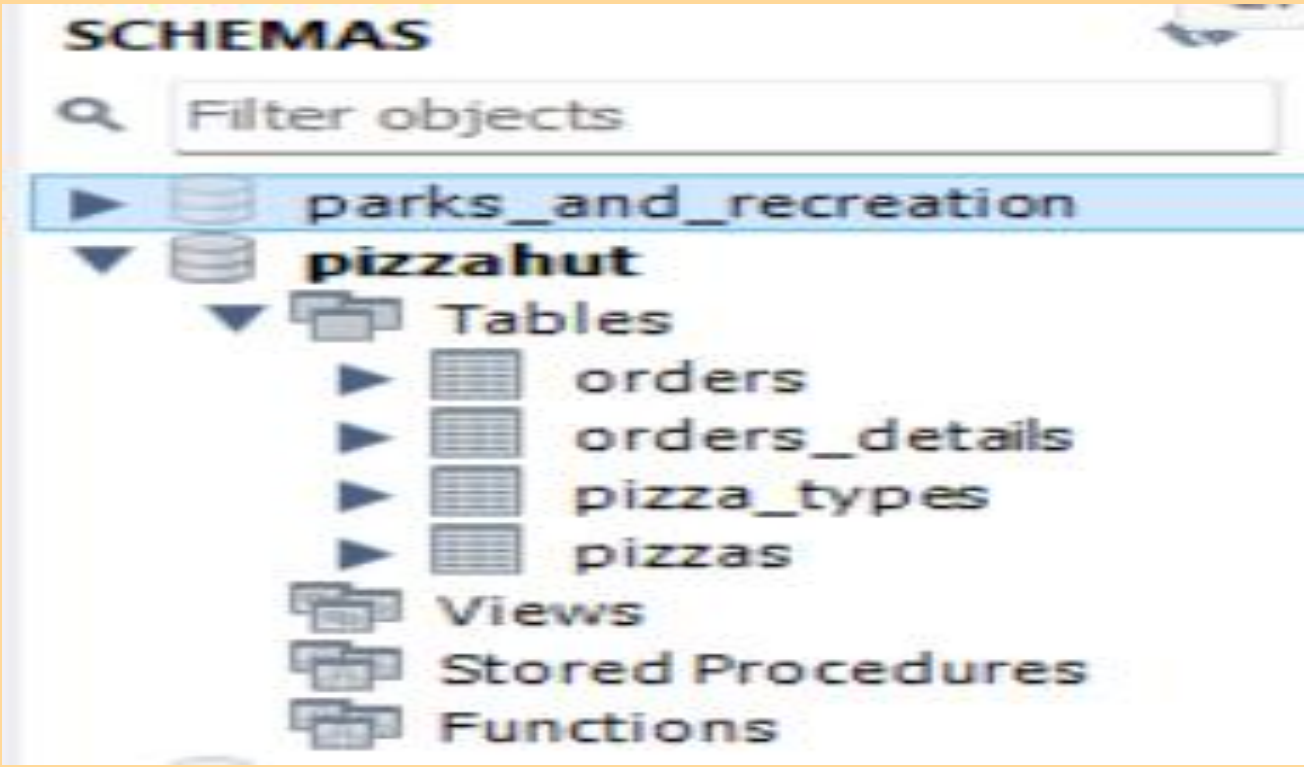 SCHEMAS
Filter objects
parks_and_recreation
pizzahut
Tables
orders
orders_details
pizza_types
pizzas
Views
Stored Procedures
Functions